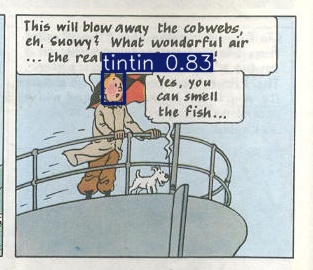 This will blow away the cobwebs,
eh, Snowy? What wonderful air
... the rea
tintin 0.83
!
Yes, you
can smell
the fish...